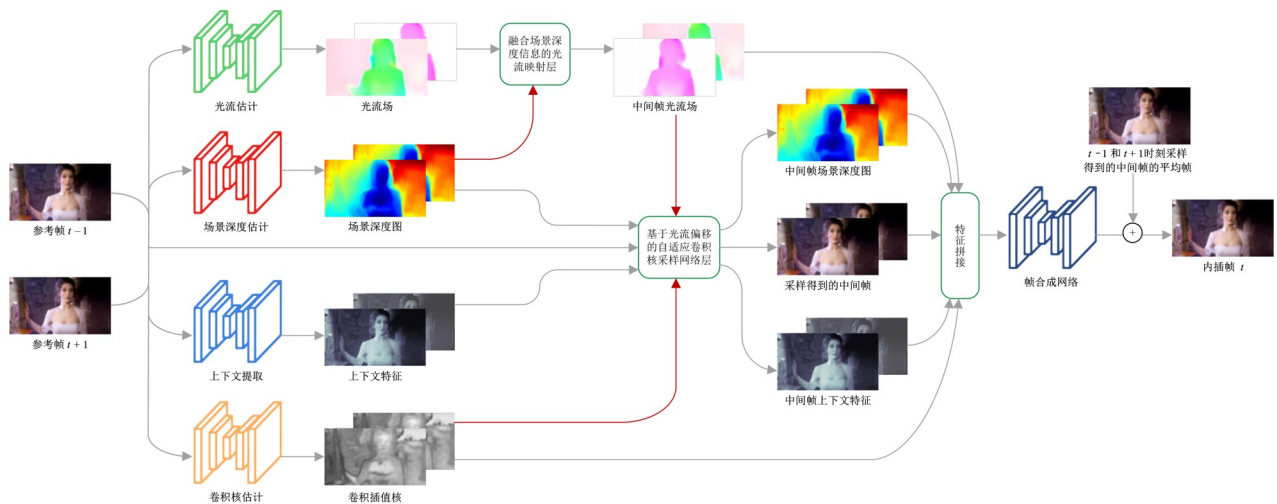 光流估计
光流场
融合场景深
度信息的光
流映射层
中间帧光流场
参考帧 t−1
场景深度估计
场景深度图
中间帧场景深度图
t−1 和 t+1时刻采样
得到的中间帧的平均帧
基于光流偏移
的自适应卷积
核采样网络层
采样得到的中间帧
特征拼接
帧合成网络
+
内插帧 t
参考帧 t+1
上下文提取
上下文特征
中间帧上下文特征
卷积核估计
卷积插值核